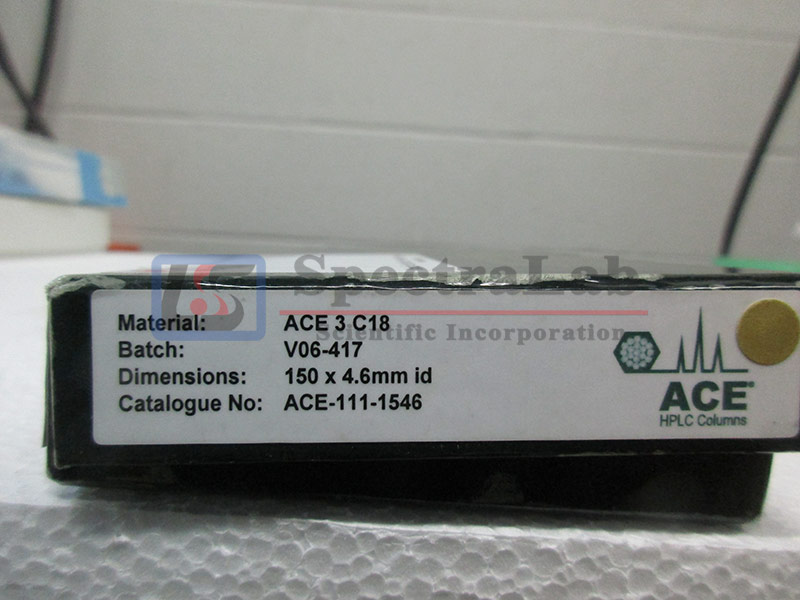 SpectraLab
Scientific Incorporation
Material: ACE 3 C18
Batch: V06-417
Dimensions: 150 x 4.6mm id
Catalogue No: ACE-111-1546
ACE®
HPLC Columns